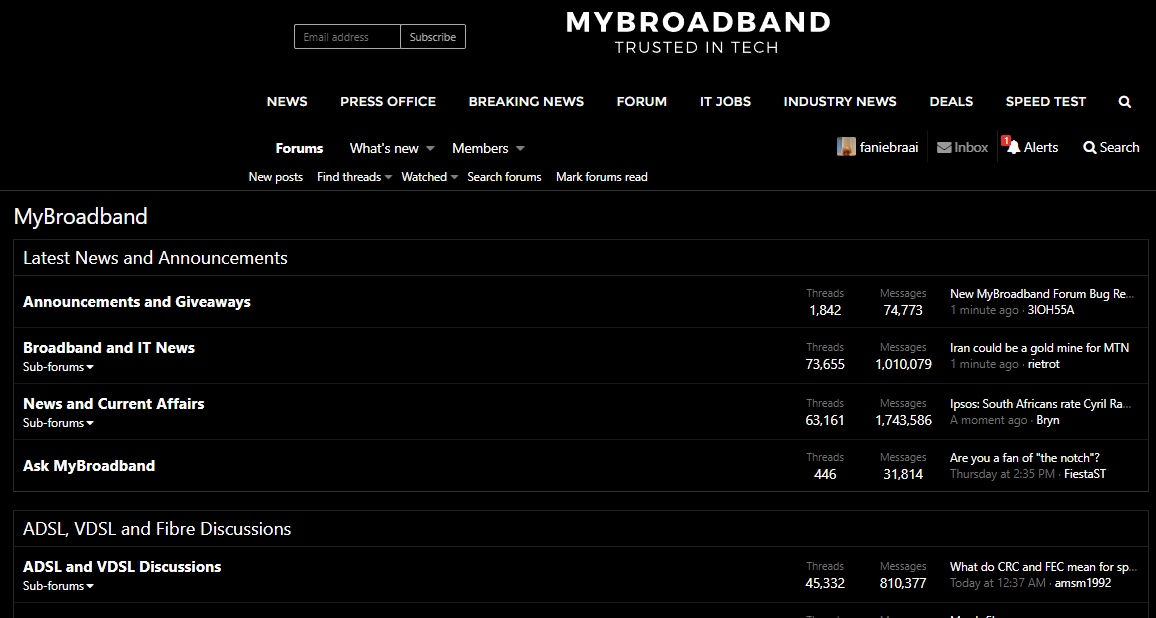 MYBROADBAND
TRUSTED IN TECH
Email address Subscribe
NEWS PRESS OFFICE BREAKING NEWS FORUM IT JOBS INDUSTRY NEWS DEALS SPEED TEST
Forums What's new Members faniebraai Inbox 1 Alerts Search
New posts Find threads Watched Search forums Mark forums read
MyBroadband
Latest News and Announcements
Announcements and Giveaways
Threads
1,842
Messages
74,773
New MyBroadband Forum Bug Re...
1 minute ago · 3IOH55A
Broadband and IT News
Sub-forums
Threads
73,655
Messages
1,010,079
Iran could be a gold mine for MTN
1 minute ago · rietrot
News and Current Affairs
Sub-forums
Threads
63,161
Messages
1,743,586
Ipsos: South Africans rate Cyril Ra...
A moment ago · Bryn
Ask MyBroadband
Threads
446
Messages
31,814
Are you a fan of "the notch"?
Thursday at 2:35 PM · FiestaST
ADSL, VDSL and Fibre Discussions
ADSL and VDSL Discussions
Sub-forums
Threads
45,332
Messages
810,377
What do CRC and FEC mean for sp...
Today at 12:37 AM · amsm1992